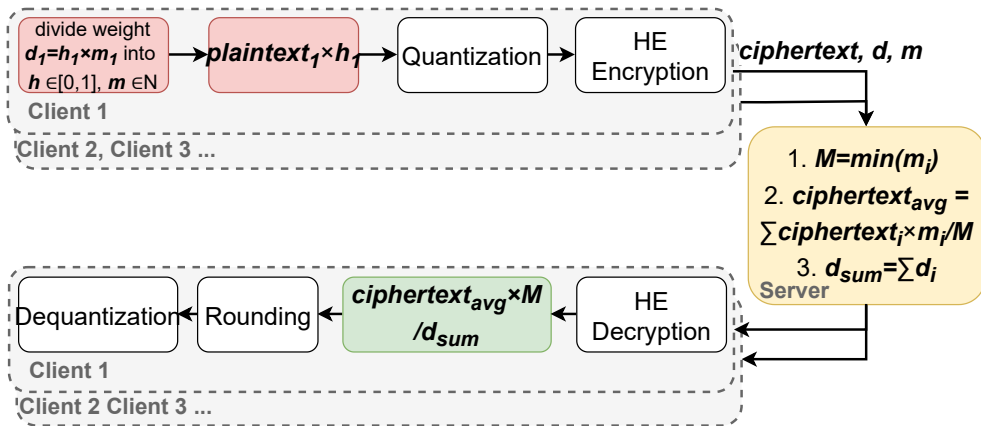 divide weight
d₁=h₁×m₁ into
h ∈[0,1], m ∈N
plaintext₁×h₁
Quantization
HE
Encryption
Client 1
Client 2, Client 3 ...
ciphertext, d, m
1. M=min(mᵢ)
2. ciphertextₐᵥ₉ =
∑ciphertextᵢ×mᵢ/M
3. dₛᵤₘ=∑dᵢ
Server
Dequantization
Rounding
ciphertextₐᵥ₉×M
/dₛᵤₘ
HE
Decryption
Client 1
Client 2 Client 3 ...